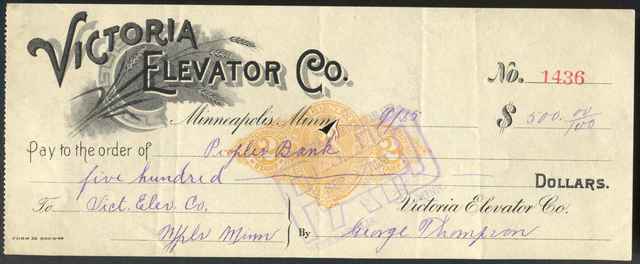 VICTORIA
ELEVATOR CO.
No. 1436
Minneapolis, Minn. 9/85 $ 500.00/100
Pay to the order of Peoples Bank
five hundred DOLLARS.
To Vict. Elev. Co. Victoria Elevator Co.
Mpls Minn By George Thompson